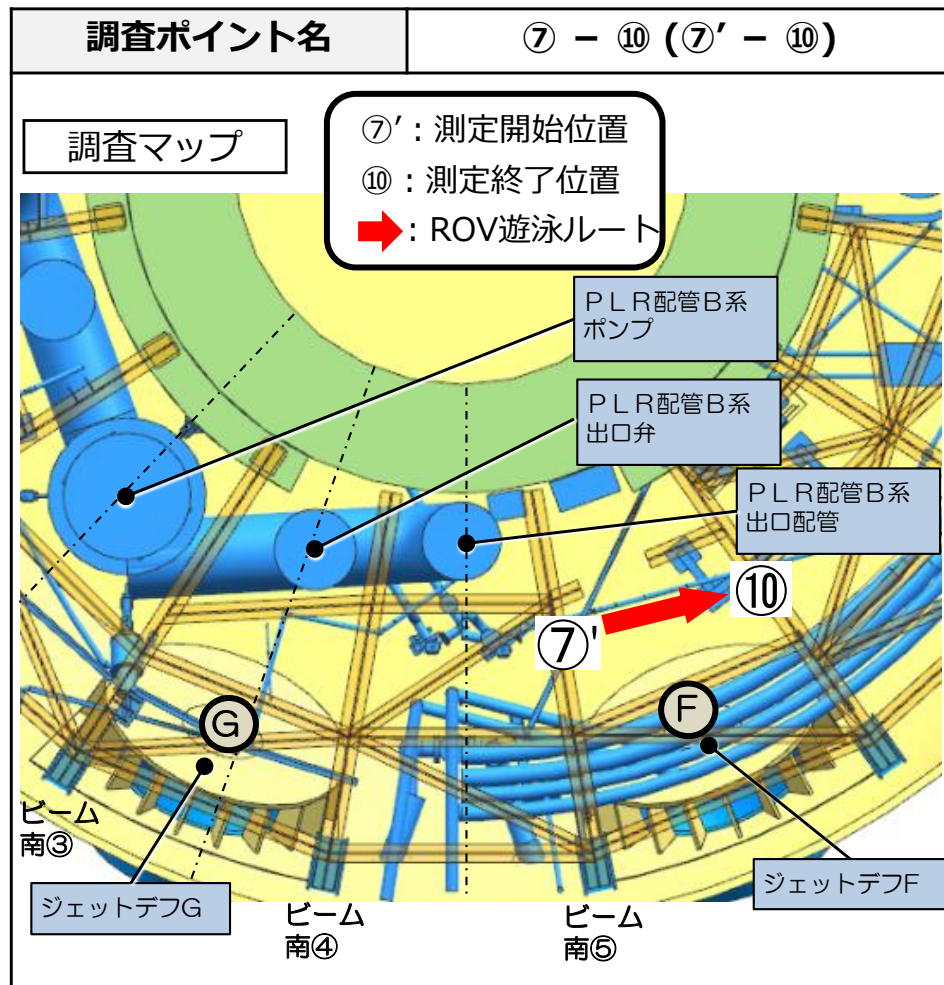 調査ポイント名
⑦ − ⑩ (⑦′ − ⑩)
調査マップ
⑦′：測定開始位置
⑩：測定終了位置
：ROV遊泳ルート
ＰＬＲ配管Ｂ系
ポンプ
ＰＬＲ配管Ｂ系
出口弁
ＰＬＲ配管Ｂ系
出口配管
⑩
⑦'
G
F
ビーム
南③
ジェットデフG
ビーム
南④
ビーム
南⑤
ジェットデフF